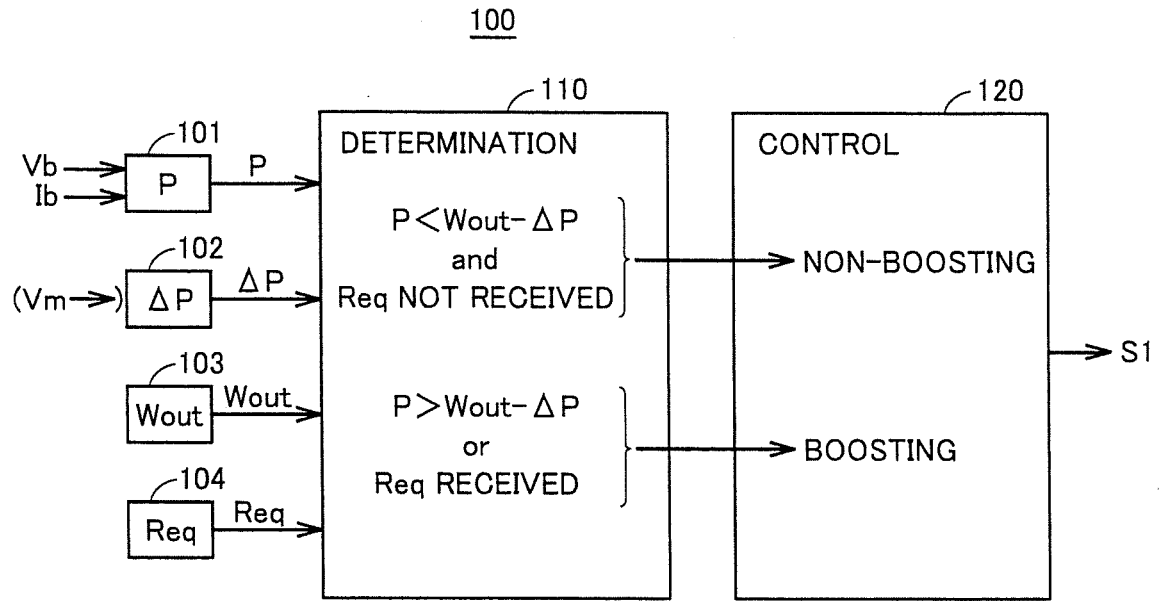 100
110
120
101
DETERMINATION
CONTROL
Vb
Ib
P
P
P<Wout-ΔP
and
Req NOT RECEIVED
NON-BOOSTING
102
(Vm )
ΔP
ΔP
S1
103
Wout
Wout
P>Wout-ΔP
or
Req RECEIVED
BOOSTING
104
Req
Req